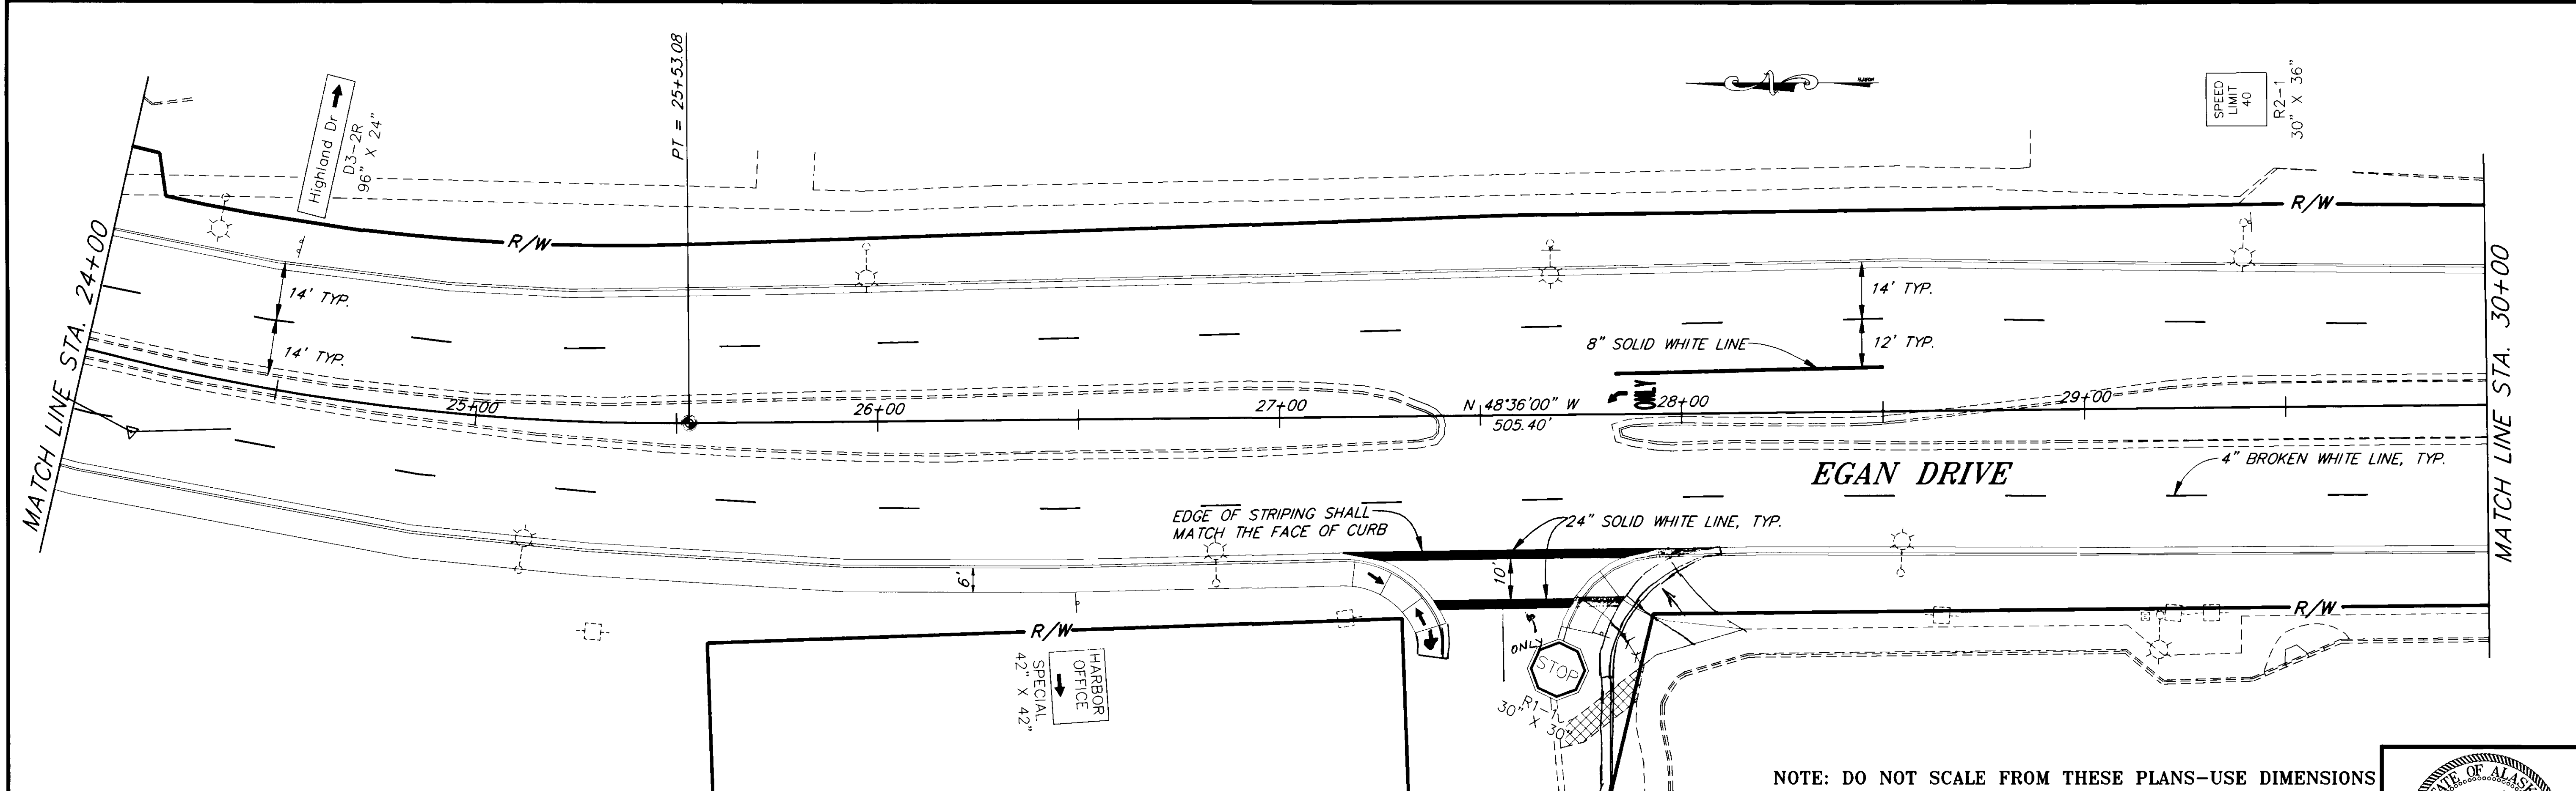 MATCH LINE STA. 24+00
Highland Dr
D3-2R
96" X 24"
PT = 25+53.08
SPEED
LIMIT
40
R2-1
30" X 36"
R/W
R/W
14' TYP.
14' TYP.
14' TYP.
12' TYP.
8" SOLID WHITE LINE
ONLY
25+00
26+00
27+00
N 48°36'00" W
505.40'
28+00
29+00
MATCH LINE STA. 30+00
EGAN DRIVE
4" BROKEN WHITE LINE, TYP.
EDGE OF STRIPING SHALL
MATCH THE FACE OF CURB
24" SOLID WHITE LINE, TYP.
6'
10'
R/W
R/W
HARBOR
OFFICE
SPECIAL
42" X 42"
ONLY
STOP
R1-1
30" X 30"
NOTE: DO NOT SCALE FROM THESE PLANS-USE DIMENSIONS
STATE OF ALASK